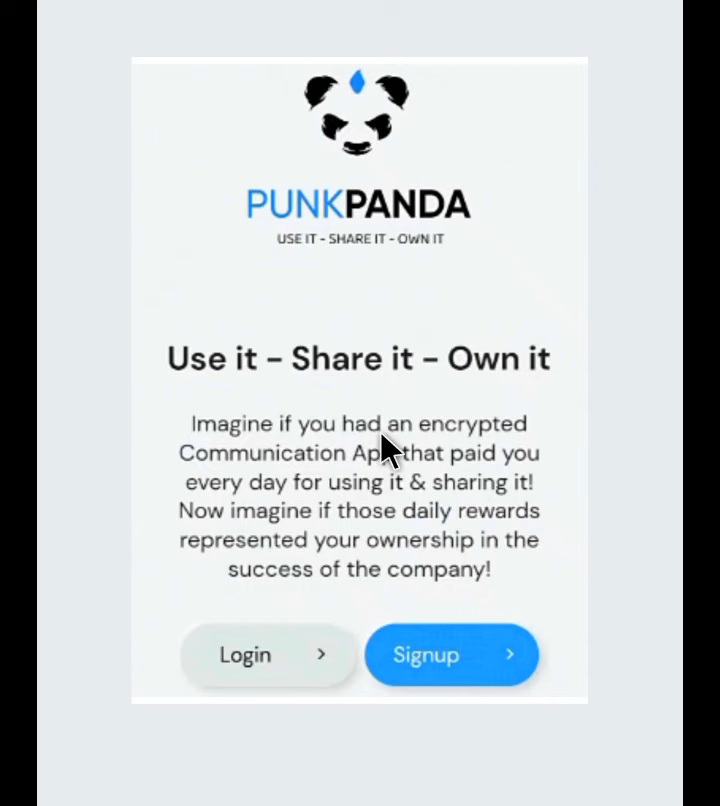 PUNKPANDA
USE IT - SHARE IT - OWN IT
Use it - Share it - Own it
Imagine if you had an encrypted
Communication App that paid you
every day for using it & sharing it!
Now imagine if those daily rewards
represented your ownership in the
success of the company!
Login >
Signup >